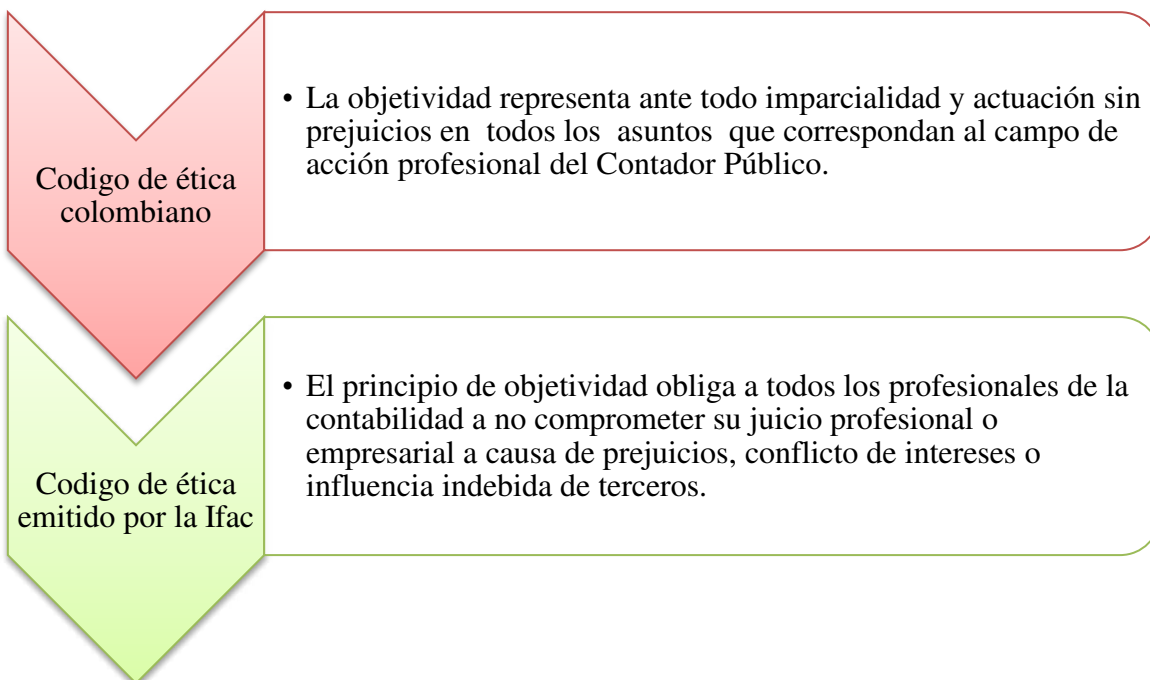 Codigo de ética
colombiano
• La objetividad representa ante todo imparcialidad y actuación sin
prejuicios en todos los asuntos que correspondan al campo de
acción profesional del Contador Público.
Codigo de ética
emitido por la Ifac
• El principio de objetividad obliga a todos los profesionales de la
contabilidad a no comprometer su juicio profesional o
empresarial a causa de prejuicios, conflicto de intereses o
influencia indebida de terceros.